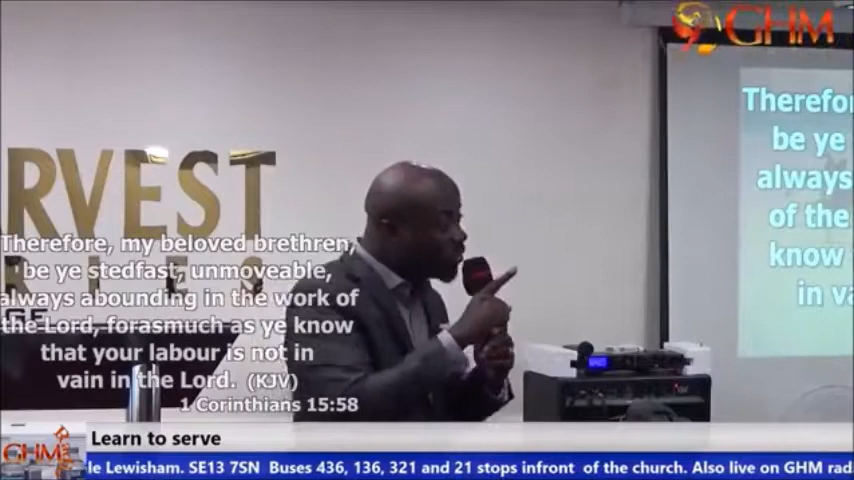 GHM
RVEST
RIES
GE
Therefore, my beloved brethren,
be ye stedfast, unmoveable,
always abounding in the work of
the Lord, forasmuch as ye know
that your labour is not in
vain in the Lord. (KJV)
1 Corinthians 15:58
Therefor
be ye
always
of the
know
in va
GHM
Learn to serve
le Lewisham. SE13 7SN Buses 436, 136, 321 and 21 stops infront of the church. Also live on GHM rad